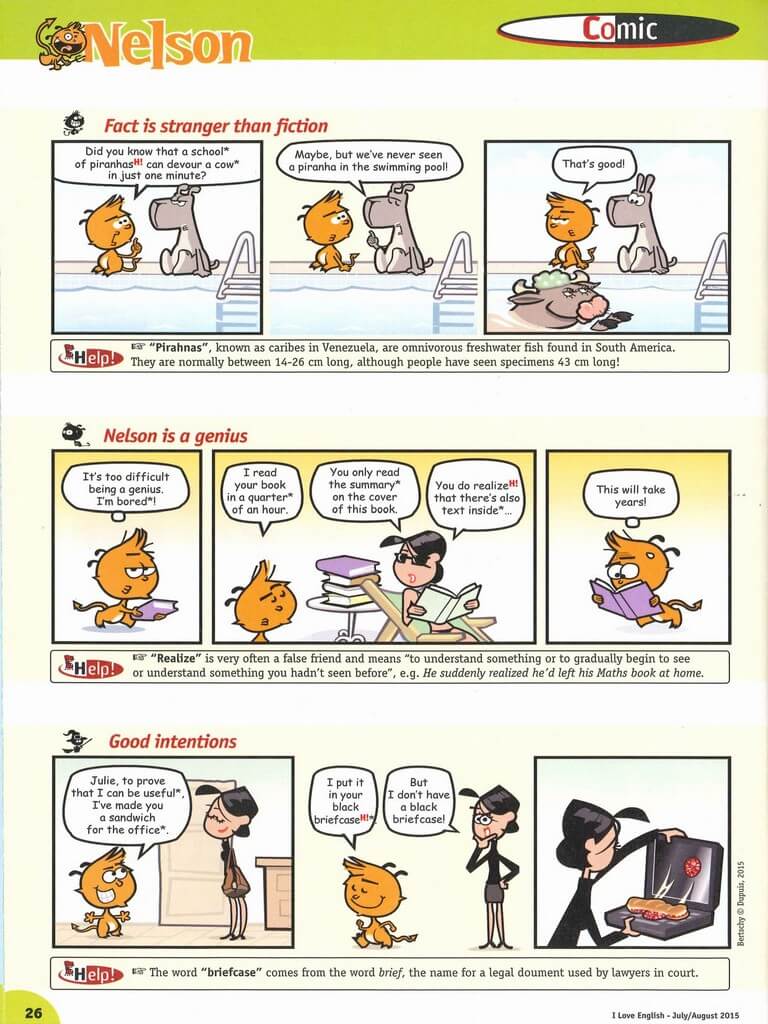 Nelson
Comic
Fact is stranger than fiction
Did you know that a school*
of piranhasH! can devour a cow*
in just one minute?
Maybe, but we've never seen
a piranha in the swimming pool!
That's good!
Help!
☞ "Pirahnas", known as caribes in Venezuela, are omnivorous freshwater fish found in South America.
They are normally between 14-26 cm long, although people have seen specimens 43 cm long!
Nelson is a genius
It's too difficult
being a genius.
I'm bored*!
I read
your book
in a quarter*
of an hour.
You only read
the summary*
on the cover
of this book.
You do realizeH!
that there's also
text inside*...
This will take
years!
Help!
☞ "Realize" is very often a false friend and means "to understand something or to gradually begin to see
or understand something you hadn't seen before", e.g. He suddenly realized he'd left his Maths book at home.
Good intentions
Julie, to prove
that I can be useful*,
I've made you
a sandwich
for the office*.
I put it
in your
black
briefcaseH!*
But
I don't have
a black
briefcase!
Bertschy © Dupuis, 2015
Help!
☞ The word "briefcase" comes from the word brief, the name for a legal doument used by lawyers in court.
26
I Love English - July/August 2015